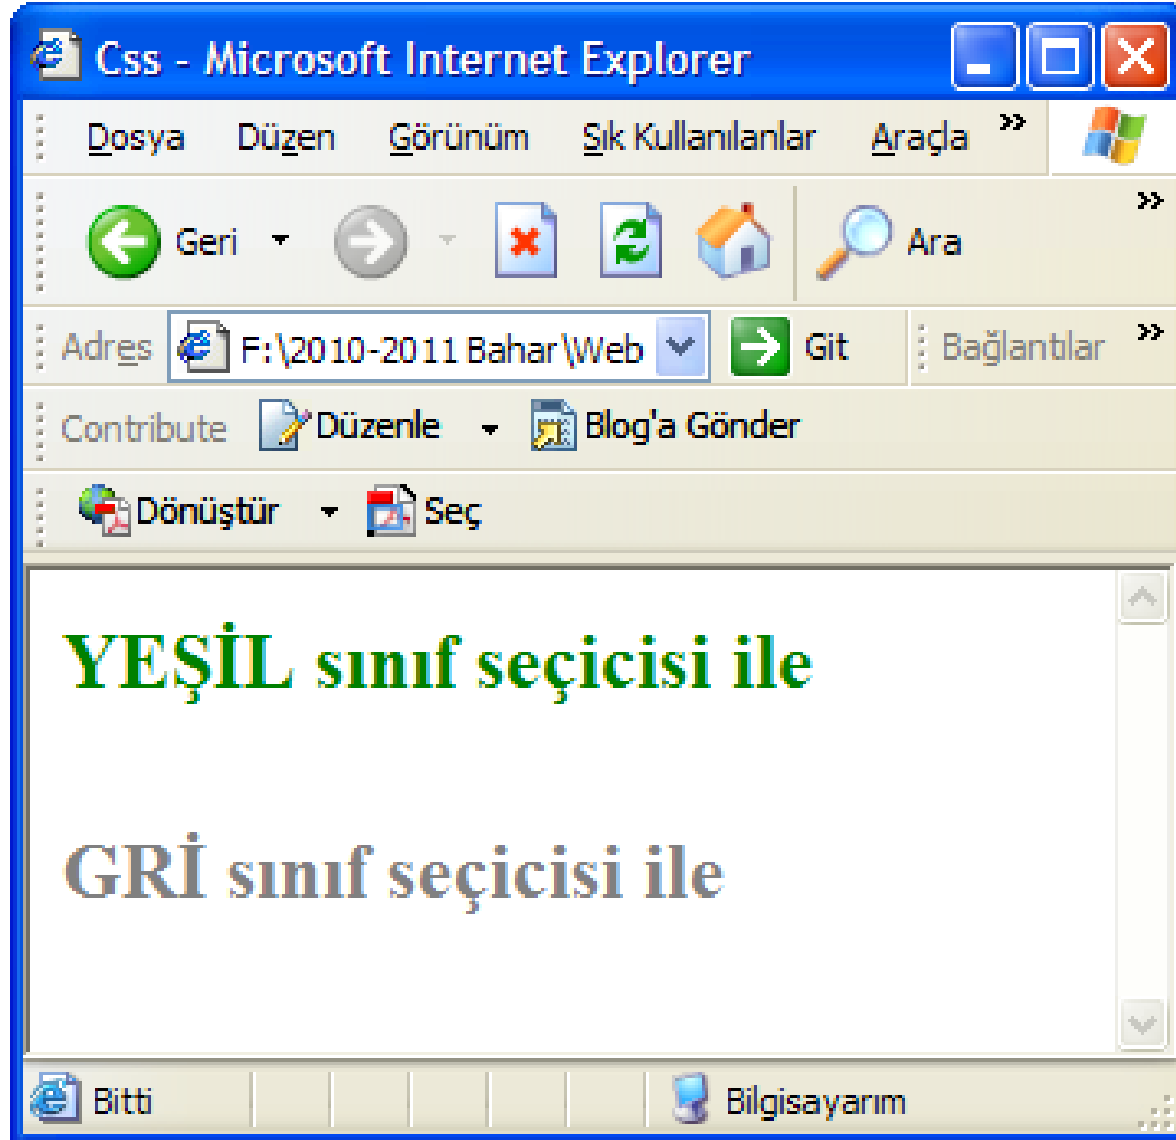 Css - Microsoft Internet Explorer
Dosya Düzen Görünüm Sık Kullanılanlar Araçla »
Geri Ara »
Adres F:\2010-2011 Bahar\Web Git Bağlantılar »
Contribute Düzenle Blog'a Gönder
Dönüştür Seç
YEŞİL sınıf seçicisi ile
GRİ sınıf seçicisi ile
Bitti Bilgisayarım